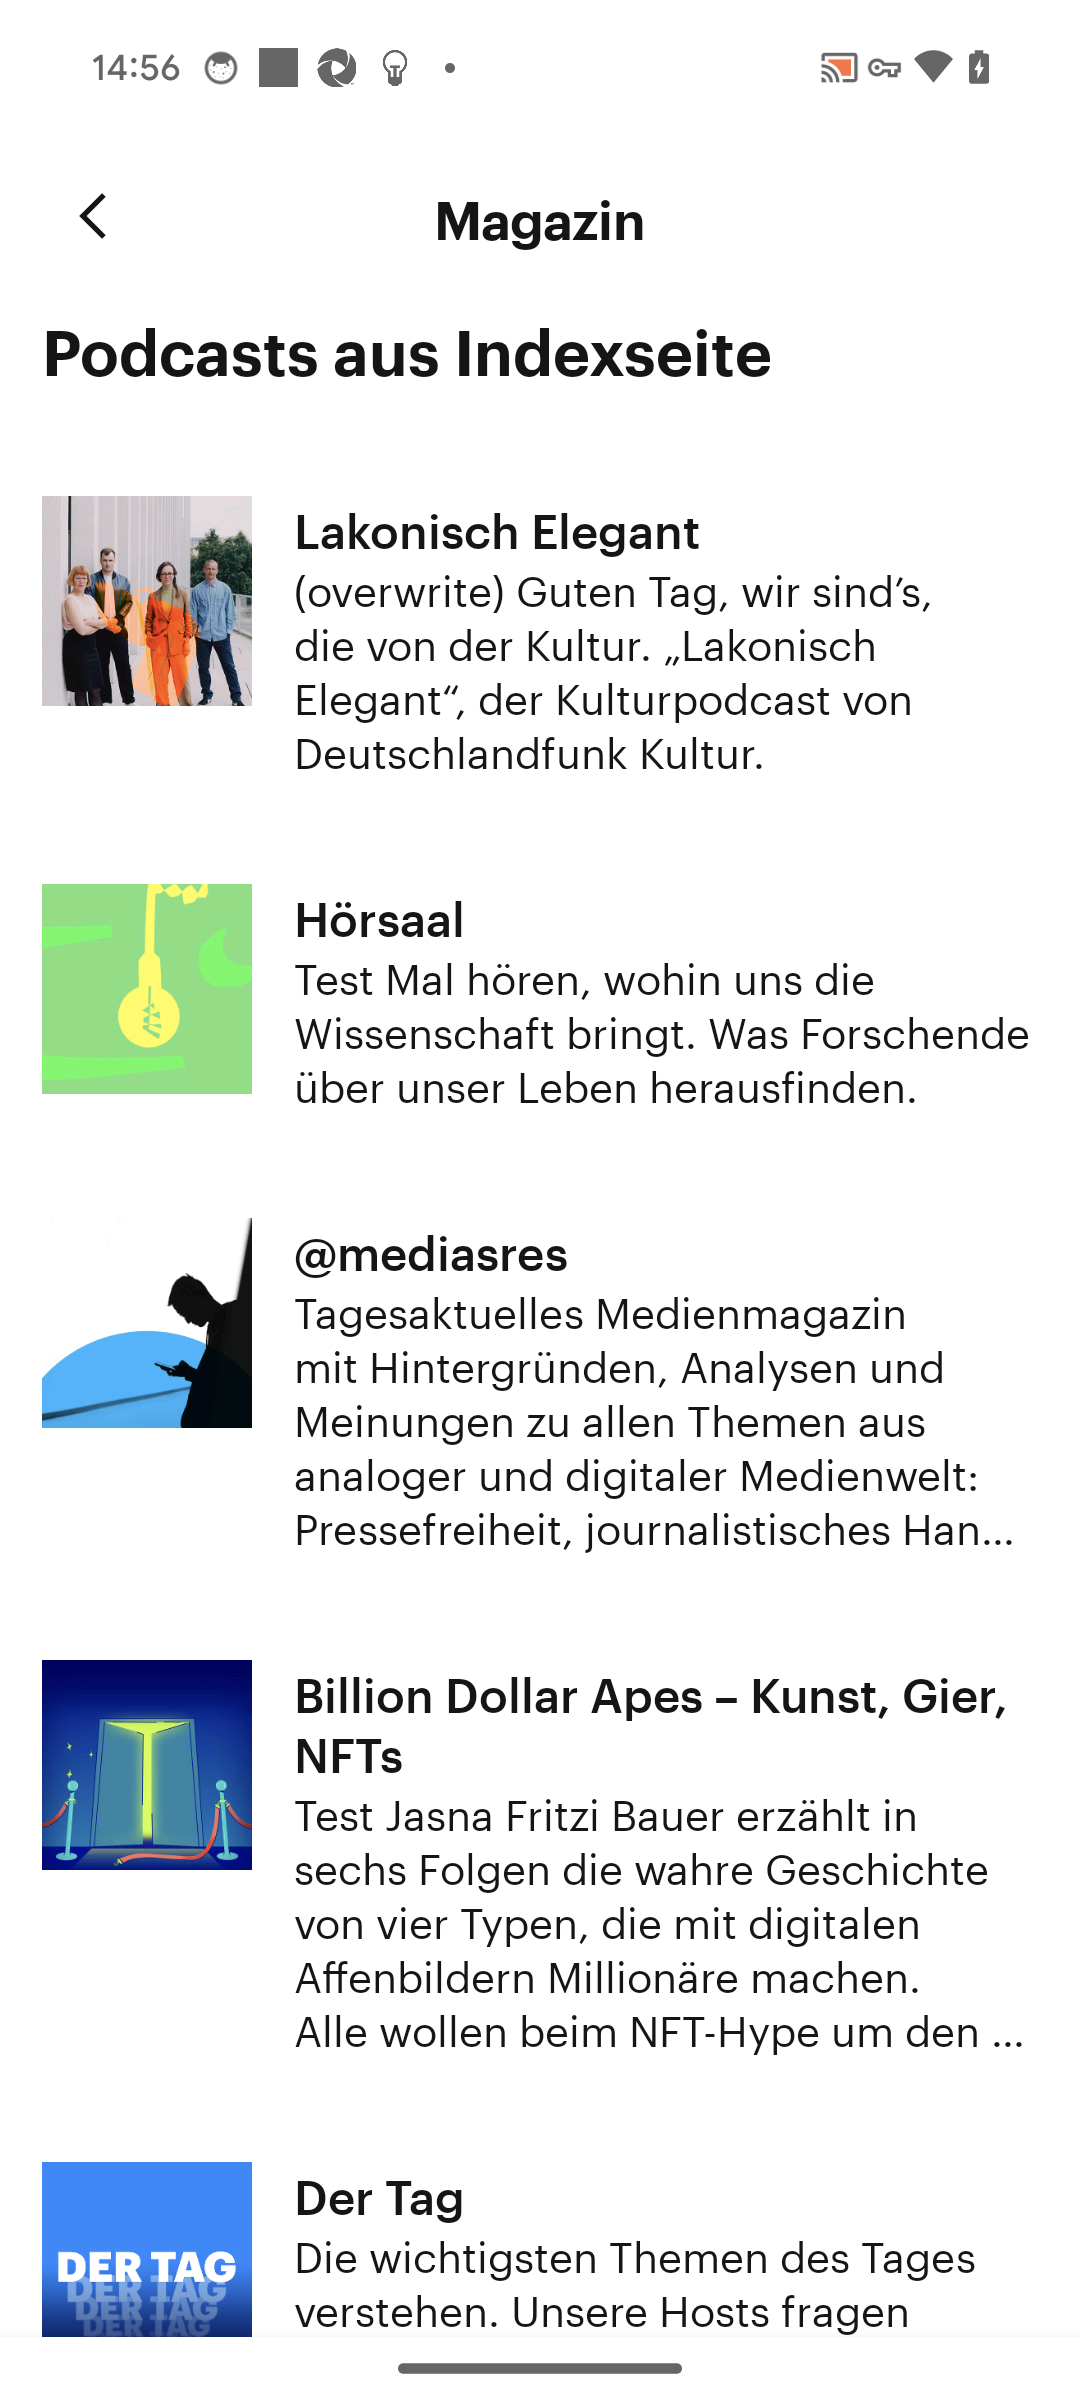 14:56
Magazin
Podcasts aus Indexseite
Lakonisch Elegant
(overwrite) Guten Tag, wir sind’s,
die von der Kultur. „Lakonisch
Elegant“, der Kulturpodcast von
Deutschlandfunk Kultur.
Hörsaal
Test Mal hören, wohin uns die
Wissenschaft bringt. Was Forschende
über unser Leben herausfinden.
@mediasres
Tagesaktuelles Medienmagazin
mit Hintergründen, Analysen und
Meinungen zu allen Themen aus
analoger und digitaler Medienwelt:
Pressefreiheit, journalistisches Han...
Billion Dollar Apes – Kunst, Gier,
NFTs
Test Jasna Fritzi Bauer erzählt in
sechs Folgen die wahre Geschichte
von vier Typen, die mit digitalen
Affenbildern Millionäre machen.
Alle wollen beim NFT-Hype um den ...
DER TAG
DER TAG
DER TAG
DER TAG
Der Tag
Die wichtigsten Themen des Tages
verstehen. Unsere Hosts fragen